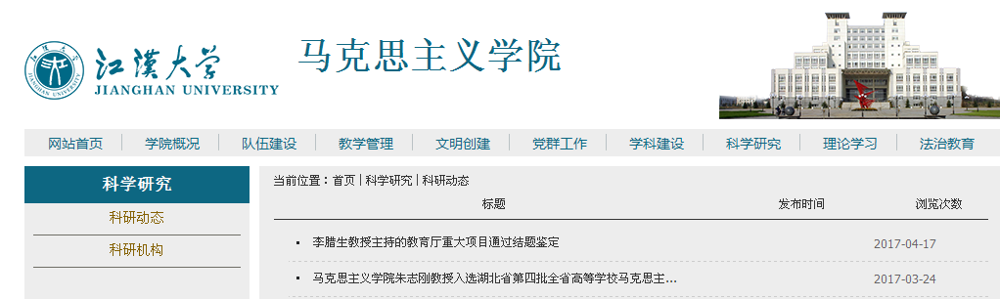 江漢大学
JIANGHAN UNIVERSITY
马克思主义学院
网站首页 学院概况 队伍建设 教学管理 文明创建 党群工作 学科建设 科学研究 理论学习 法治教育
科学研究
科研动态
科研机构
当前位置：首页 | 科学研究 | 科研动态
标题 发布时间 浏览次数
李腊生教授主持的教育厅重大项目通过结题鉴定 2017-04-17
马克思主义学院朱志刚教授入选湖北省第四批全省高等学校马克思主... 2017-03-24